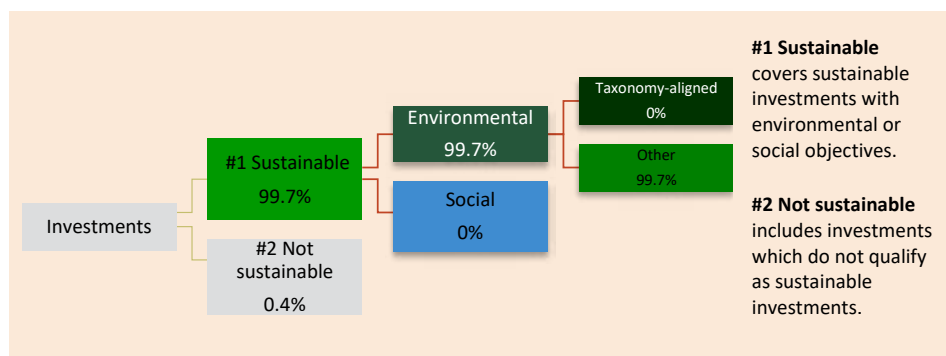 Investments
#1 Sustainable
99.7%
#2 Not
sustainable
0.4%
Environmental
99.7%
Social
0%
Taxonomy-aligned
0%
Other
99.7%
#1 Sustainable
covers sustainable
investments with
environmental or
social objectives.
#2 Not sustainable
includes investments
which do not qualify
as sustainable
investments.